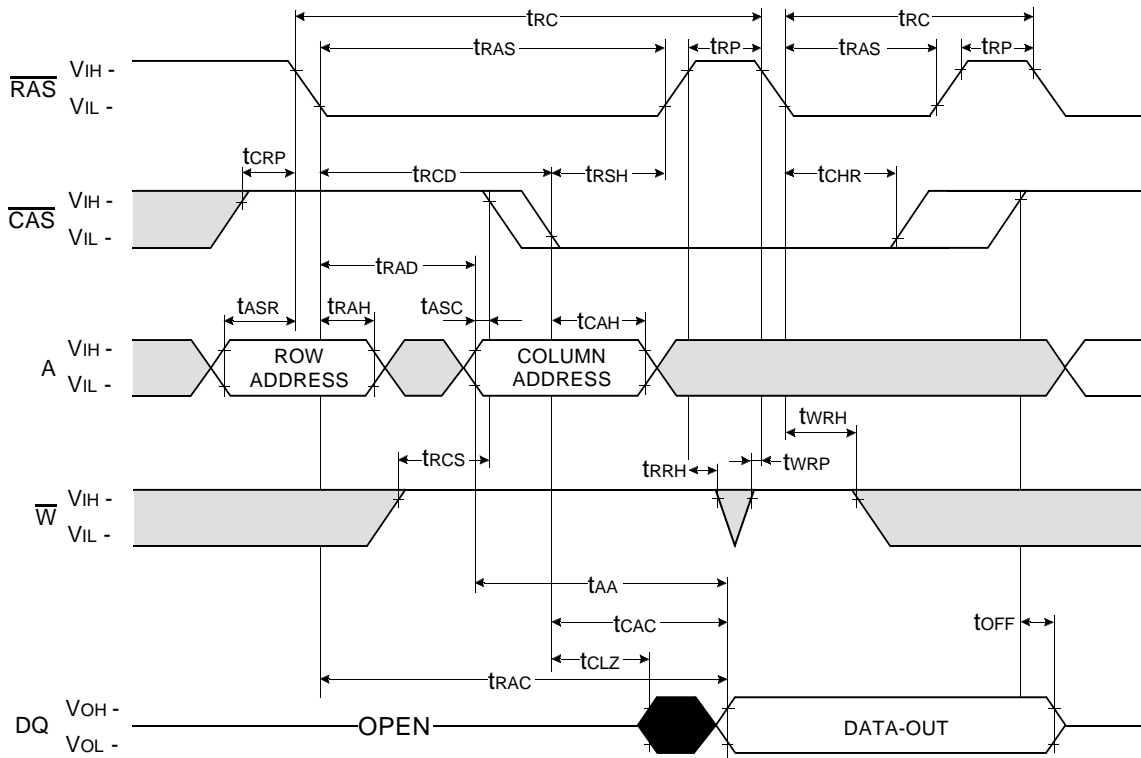 tRC tRC
tRAS tRP tRAS tRP
RAS VIH -
VIL -
tCRP tRCD tRSH tCHR
CAS VIH -
VIL -
tRAD
tASR tRAH tASC tCAH
A VIH -
VIL -
ROW
ADDRESS
COLUMN
ADDRESS
tWRH
tRCS tRRH tWRP
W VIH -
VIL -
tAA
tCAC tOFF
tCLZ
tRAC
DQ VOH -
VOL -
OPEN DATA-OUT